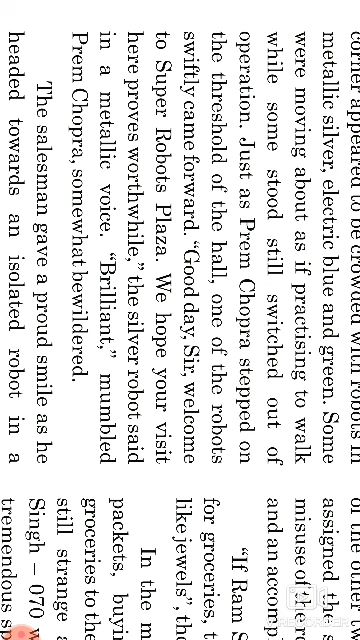 corner appeared to be crowded with robots in
metallic silver, electric blue and green. Some
were moving about as if practising to walk
while some stood still switched out of
operation. Just as Prem Chopra stepped on
the threshold of the hall, one of the robots
swiftly came forward. “Good day, Sir, welcome
to Super Robots Plaza. We hope your visit
here proves worthwhile,” the silver robot said
in a metallic voice. “Brilliant,” mumbled
Prem Chopra, somewhat bewildered.
The salesman gave a proud smile as he
headed towards an isolated robot in a
of the other
assigned the
misuse of the
and an
“If Ram
for groceries,
like jewels”,
In the
packets,
groceries to the
still strange
Singh – 070
tremendous